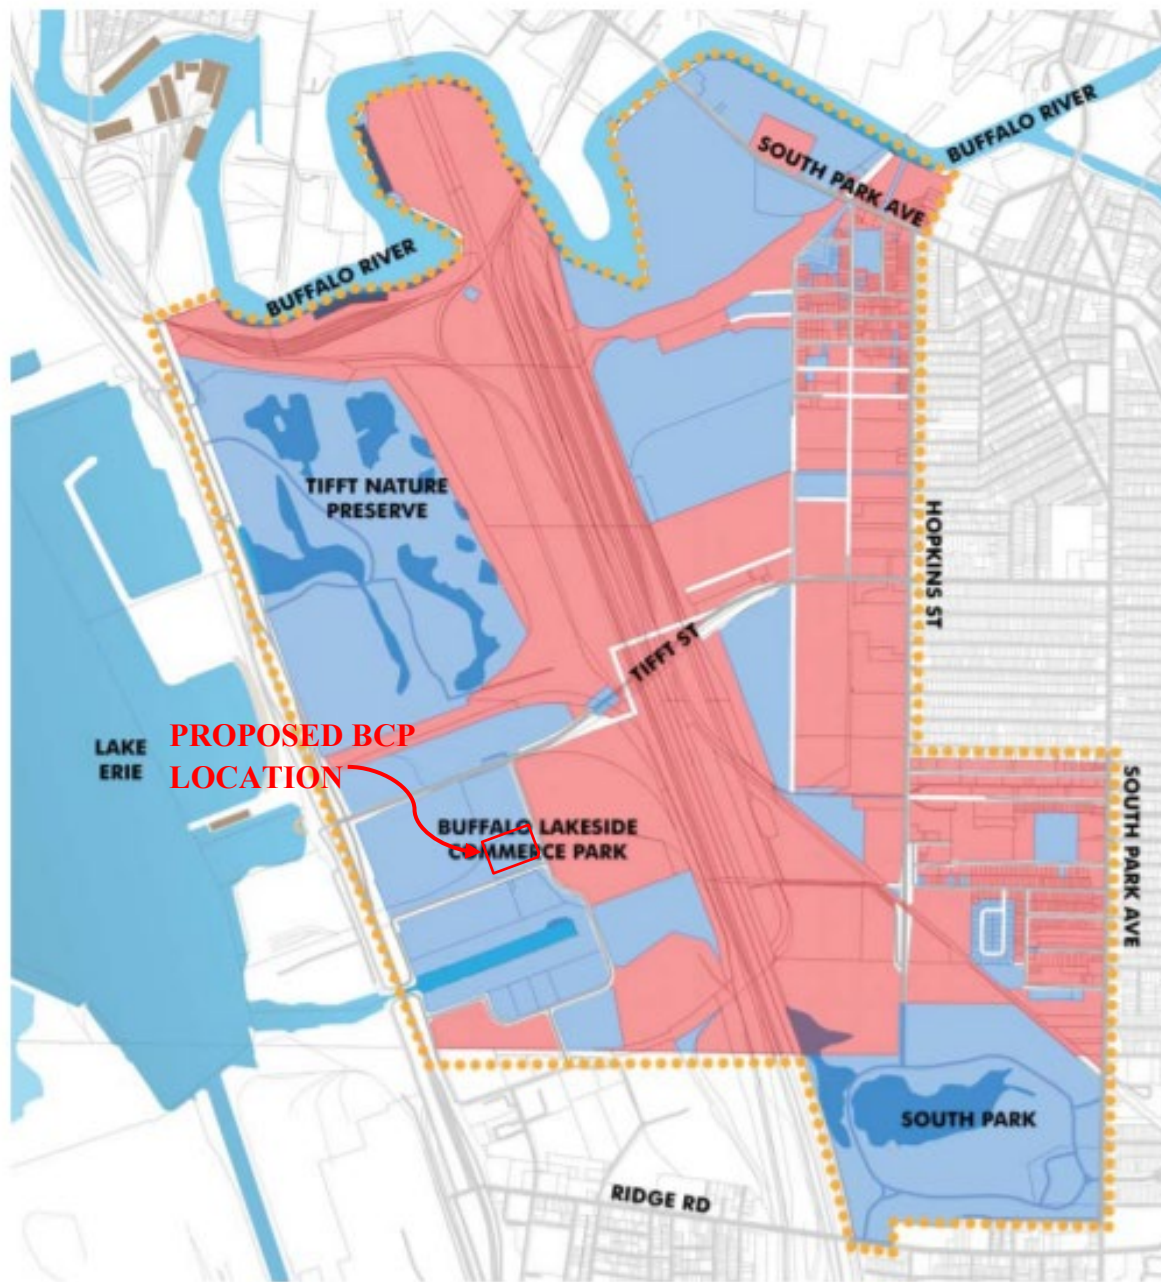 BUFFALO RIVER
SOUTH PARK AVE
BUFFALO RIVER
TIFFT NATURE
PRESERVE
HOPKINS ST
TIFFT ST
LAKE
ERIE
PROPOSED BCP
LOCATION
BUFFALO LAKESIDE
COMMERCE PARK
SOUTH PARK AVE
SOUTH PARK
RIDGE RD